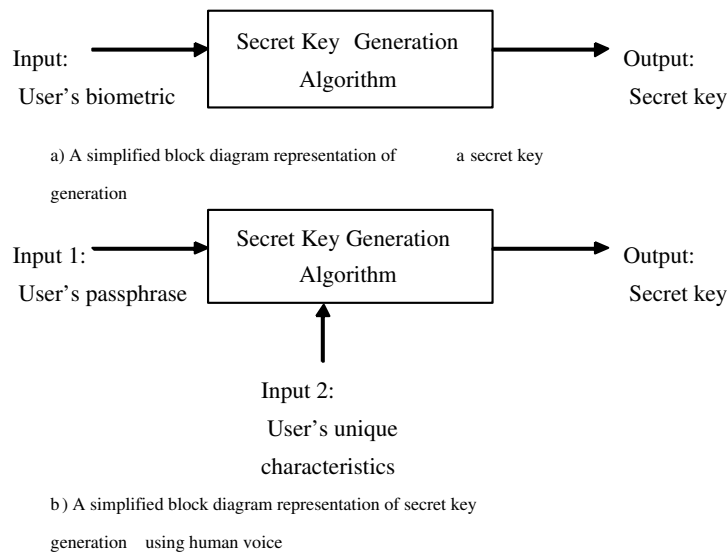 Secret Key Generation
Algorithm
Input:
User's biometric
Output:
Secret key
a) A simplified block diagram representation of a secret key
generation
Secret Key Generation
Algorithm
Input 1:
User's passphrase
Output:
Secret key
Input 2:
User's unique
characteristics
b) A simplified block diagram representation of secret key
generation using human voice